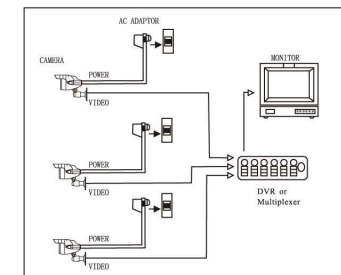 AC ADAPTOR
CAMERA
POWER
VIDEO
MONITOR
POWER
VIDEO
DVR or
Multiplexer
POWER
VIDEO